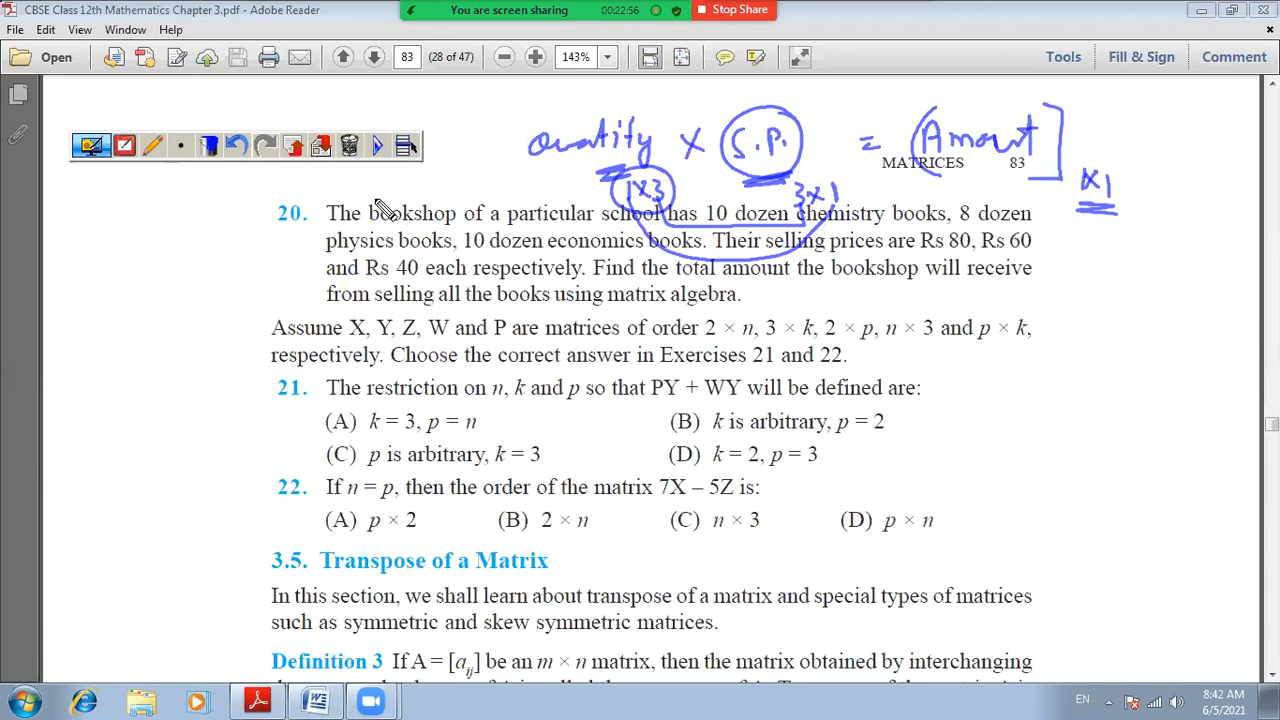 CBSE Class 12th Mathematics Chapter 3.pdf - Adobe Reader
You are screen sharing 00:22:56 Stop Share
File Edit View Window Help
Open 83 (28 of 47) 143% Tools Fill & Sign Comment
Quantity × S.P. = (Amount]
MATRICES 83
1×3 3×1 ×1
20. The bookshop of a particular school has 10 dozen chemistry books, 8 dozen
physics books, 10 dozen economics books. Their selling prices are Rs 80, Rs 60
and Rs 40 each respectively. Find the total amount the bookshop will receive
from selling all the books using matrix algebra.
Assume X, Y, Z, W and P are matrices of order 2 × n, 3 × k, 2 × p, n × 3 and p × k,
respectively. Choose the correct answer in Exercises 21 and 22.
21. The restriction on n, k and p so that PY + WY will be defined are:
(A) k = 3, p = n (B) k is arbitrary, p = 2
(C) p is arbitrary, k = 3 (D) k = 2, p = 3
22. If n = p, then the order of the matrix 7X – 5Z is:
(A) p × 2 (B) 2 × n (C) n × 3 (D) p × n
3.5. Transpose of a Matrix
In this section, we shall learn about transpose of a matrix and special types of matrices
such as symmetric and skew symmetric matrices.
Definition 3 If A = [aij] be an m × n matrix, then the matrix obtained by interchanging
EN 8:42 AM
6/5/2021